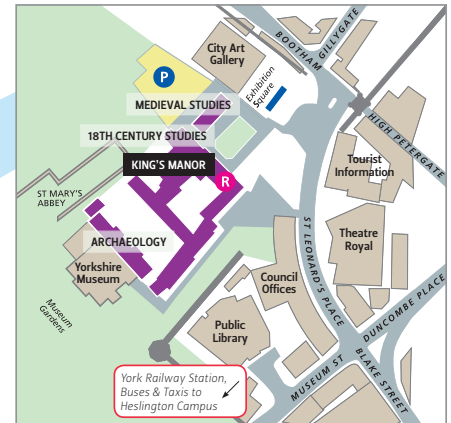 City Art
Gallery
BOOTHAM
GILLYGATE
P
Exhibition
Square
MEDIEVAL STUDIES
HIGH PETERGATE
18TH CENTURY STUDIES
KING'S MANOR
Tourist
Information
R
ST MARY'S
ABBEY
ST LEONARD'S PLACE
Theatre
Royal
ARCHAEOLOGY
Yorkshire
Museum
Council
Offices
Museum
Gardens
DUNCOMBE PLACE
Public
Library
MUSEUM ST
BLAKE STREET
York Railway Station,
Buses & Taxis to
Heslington Campus